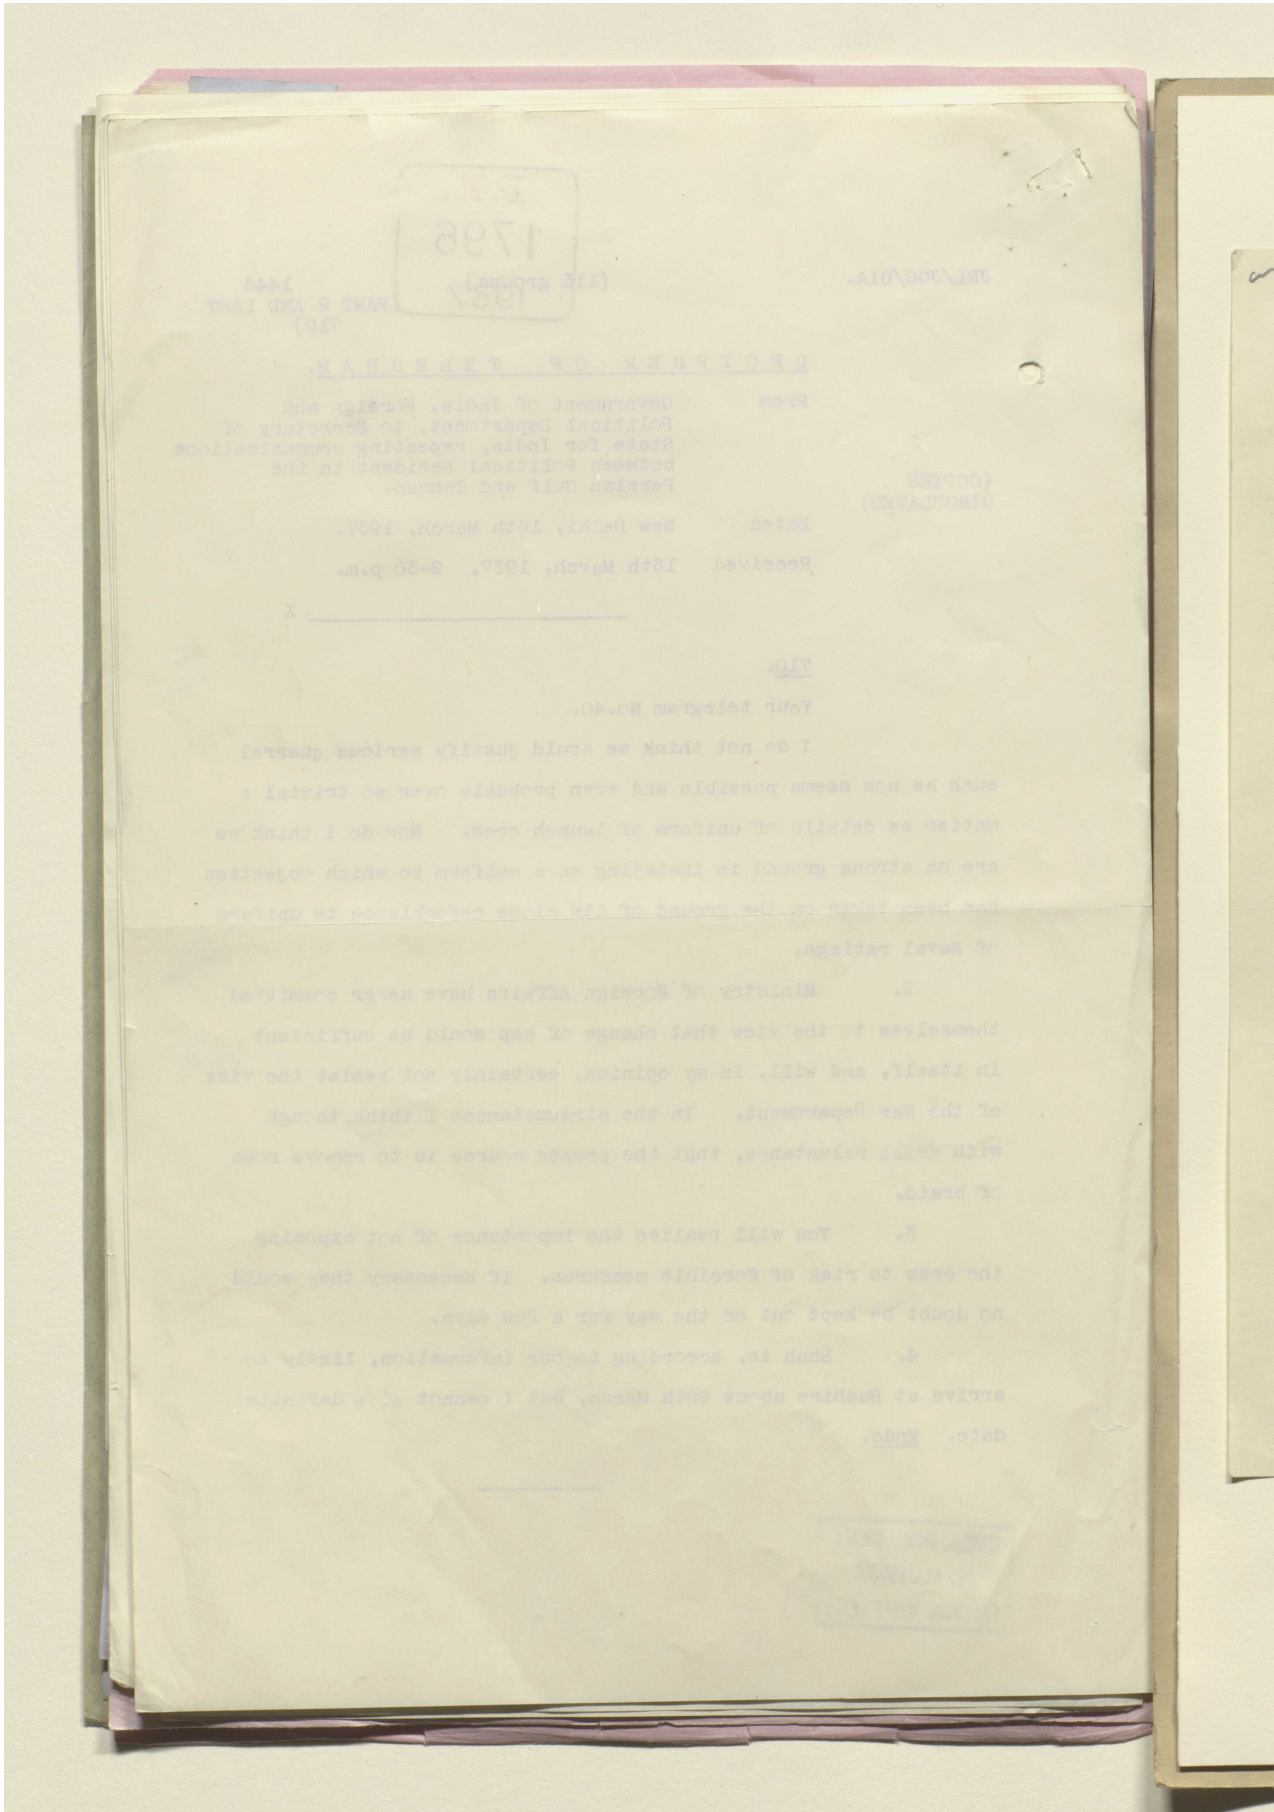 P.Z.
1796
1937
JRL/JGS/DIA. (116 groups)
(PART 2 AND LAST
710)
DECYPHER OF TELEGRAM.
From Government of India, Foreign and
Political Department, to Secretary of
State for India, repeating communications
between Political Resident in the
Persian Gulf and Tehran.
(COPIES
CIRCULATED)
Dated New Delhi, 16th March, 1937.
Received 16th March, 1937, 2-30 p.m.
X
710.
Your telegram No.40.
I do not think we could justify serious quarrel
such as now seems possible and even probable over so trivial a
matter as details of uniform of launch crew. Nor do I think we
are on strong ground in insisting on a uniform to which objection
has been taken on the ground of its close resemblance to uniform
of Naval ratings.
2. Ministry of Foreign Affairs have never committed
themselves to the view that change of cap would be sufficient
in itself, and will, in my opinion, certainly not resist the view
of the War Department. In the circumstances I think, though
with great reluctance, that the proper course is to remove rows
of braid.
3. You will realise the importance of not exposing
the crew to risk of forcible measures. If necessary they would
no doubt be kept out of the way for a few days.
4. Shah is, according to our information, likely to
arrive at Bushire about 20th March, but I cannot give definite
date. Ends.
INDIA OFFICE